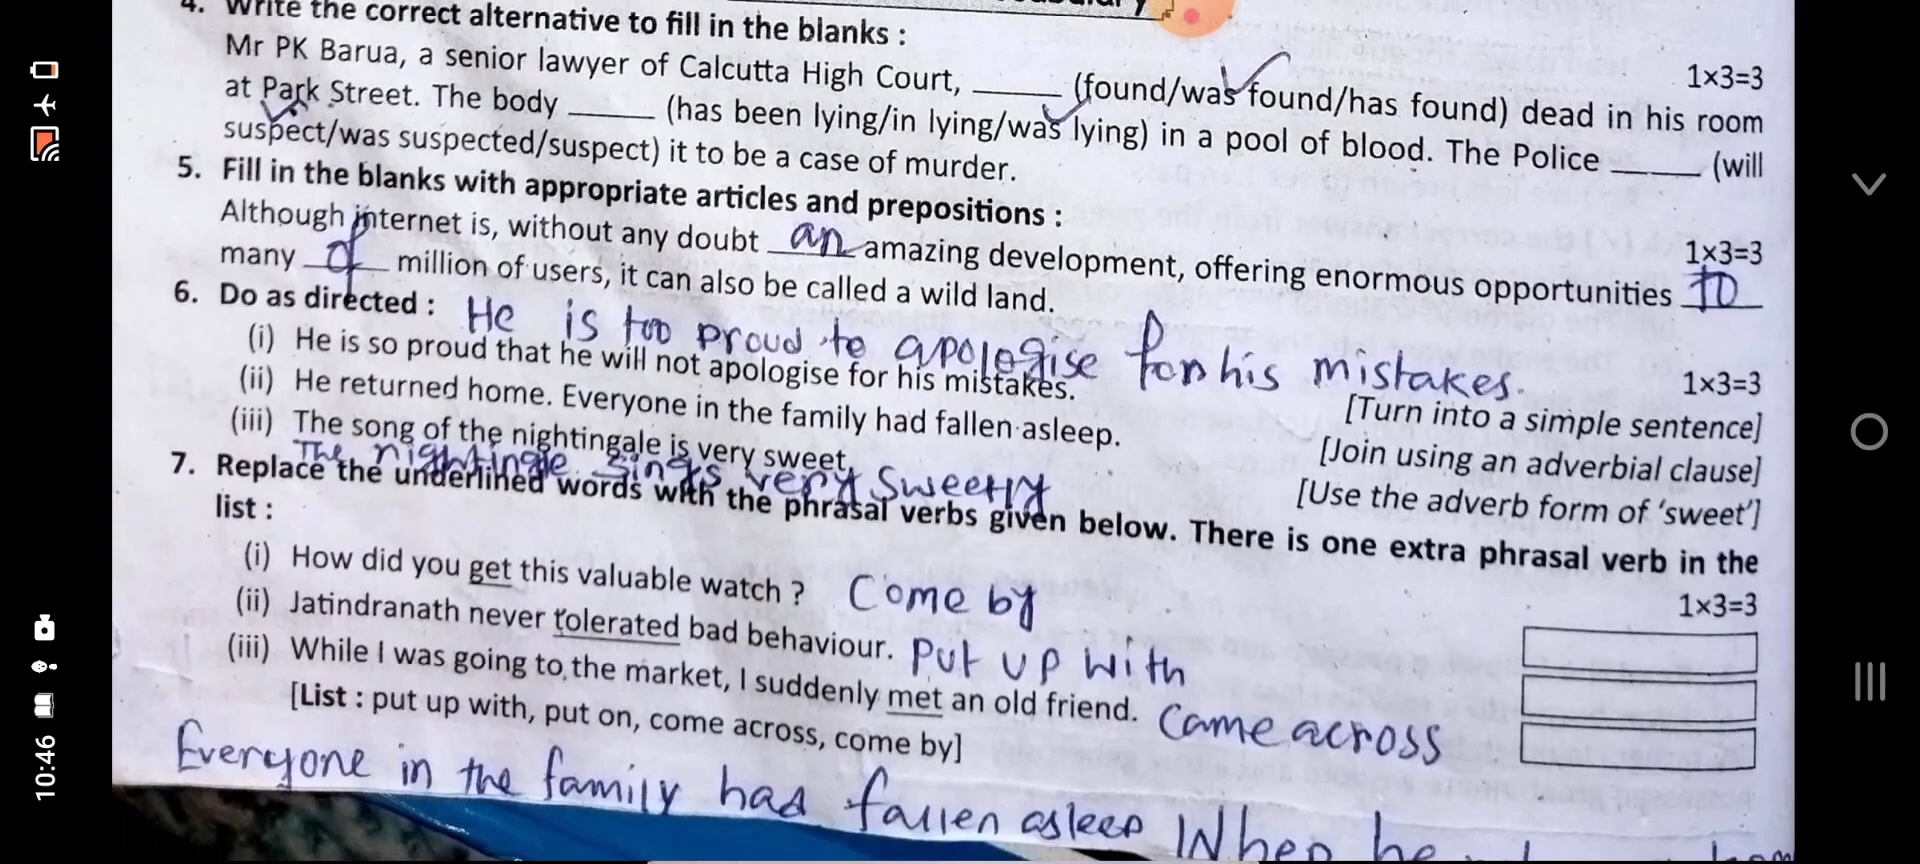 4. Write the correct alternative to fill in the blanks :
1×3=3
Mr PK Barua, a senior lawyer of Calcutta High Court, ______ (found/was found/has found) dead in his room
at Park Street. The body ______ (has been lying/in lying/was lying) in a pool of blood. The Police ______ (will
suspect/was suspected/suspect) it to be a case of murder.
5. Fill in the blanks with appropriate articles and prepositions :
1×3=3
Although internet is, without any doubt an amazing development, offering enormous opportunities to
many of million of users, it can also be called a wild land.
6. Do as directed :
1×3=3
He is too proud to apologise for his mistakes.
(i) He is so proud that he will not apologise for his mistakes.
[Turn into a simple sentence]
(ii) He returned home. Everyone in the family had fallen asleep.
[Join using an adverbial clause]
(iii) The song of the nightingale is very sweet.
[Use the adverb form of ‘sweet’]
The nightingle sings very sweetly
7. Replace the underlined words with the phrasal verbs given below. There is one extra phrasal verb in the
list :
1×3=3
(i) How did you get this valuable watch ? Come by
(ii) Jatindranath never tolerated bad behaviour. Put up with
(iii) While I was going to the market, I suddenly met an old friend. Came across
[List : put up with, put on, come across, come by]
Everyone in the family had fallen asleep When he
10:46